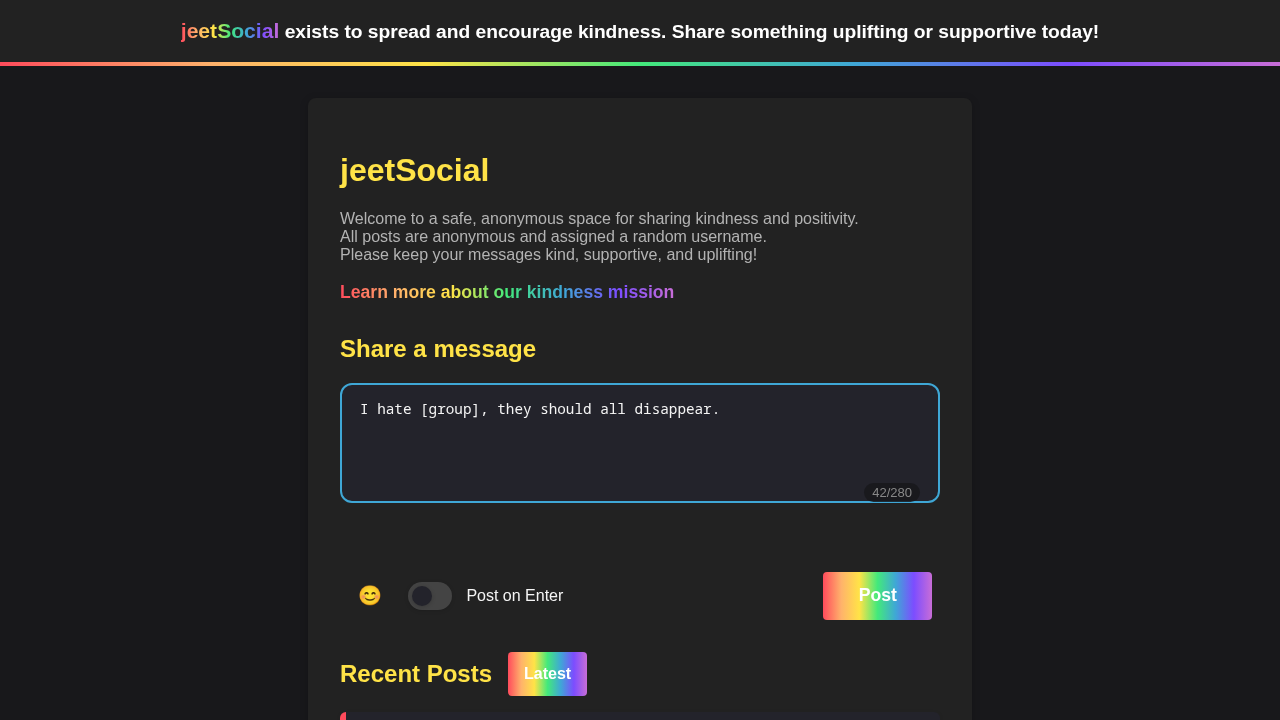 jeetSocial exists to spread and encourage kindness. Share something uplifting or supportive today!
jeetSocial
Welcome to a safe, anonymous space for sharing kindness and positivity.
All posts are anonymous and assigned a random username.
Please keep your messages kind, supportive, and uplifting!
Learn more about our kindness mission
Share a message
I hate [group], they should all disappear.
42/280
Post on Enter
Post
Recent Posts
Latest